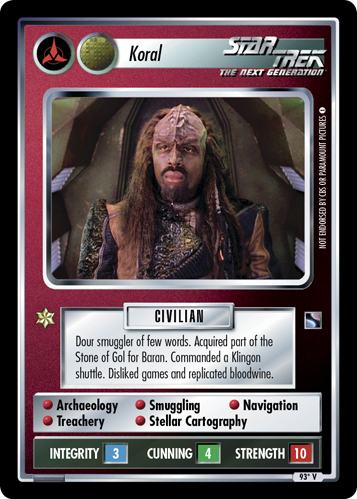 Koral
STAR TREK
THE NEXT GENERATION
NOT ENDORSED BY CBS OR PARAMOUNT PICTURES
CIVILIAN
Dour smuggler of few words. Acquired part of the
Stone of Gol for Baran. Commanded a Klingon
shuttle. Disliked games and replicated bloodwine.
Archaeology Smuggling Navigation
Treachery Stellar Cartography
INTEGRITY 3 CUNNING 4 STRENGTH 10
93* V